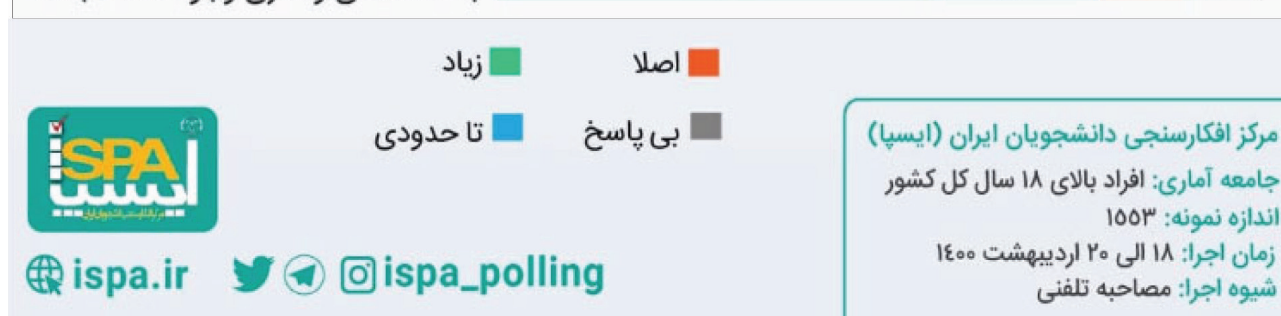 اصلا
زیاد
بی پاسخ
تا حدودی
مرکز افکارسنجی دانشجویان ایران (ایسپا)
جامعه آماری: افراد بالای ۱۸ سال کل کشور
اندازه نمونه: ۱۵۵۳
زمان اجرا: ۱۸ الی ۲۰ اردیبهشت ۱۴۰۰
شیوه اجرا: مصاحبه تلفنی
iSPA
ایسپا
ispa.ir
ispa_polling